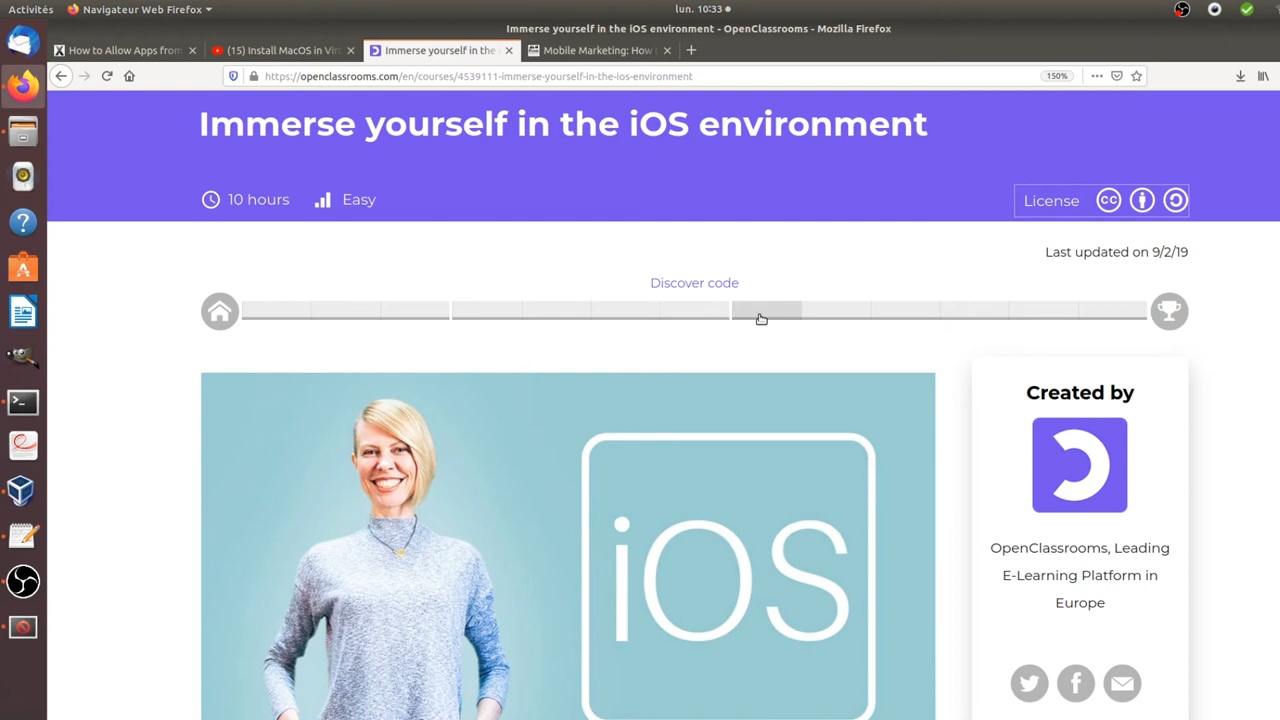 Activités Navigateur Web Firefox lun. 10:33
Immerse yourself in the iOS environment - OpenClassrooms - Mozilla Firefox
How to Allow Apps from (15) Install MacOS in Virt Immerse yourself in the Mobile Marketing: How
https://openclassrooms.com/en/courses/4539111-immerse-yourself-in-the-ios-environment 150%
Immerse yourself in the iOS environment
10 hours Easy License CC
Last updated on 9/2/19
Discover code
Created by
iOS
OpenClassrooms, Leading
E-Learning Platform in
Europe